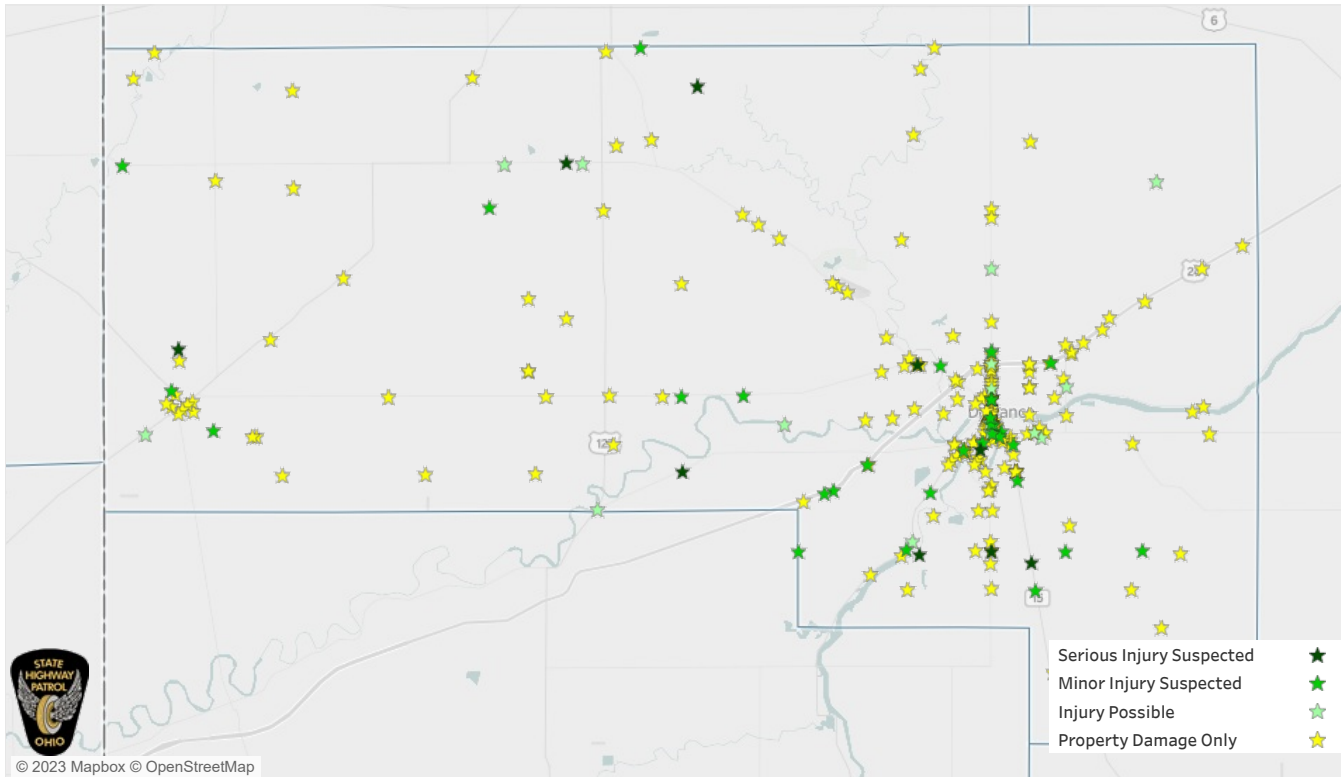 6
24
127
Defiance
15
STATE
HIGHWAY
PATROL
OHIO
Serious Injury Suspected
Minor Injury Suspected
Injury Possible
Property Damage Only
© 2023 Mapbox © OpenStreetMap